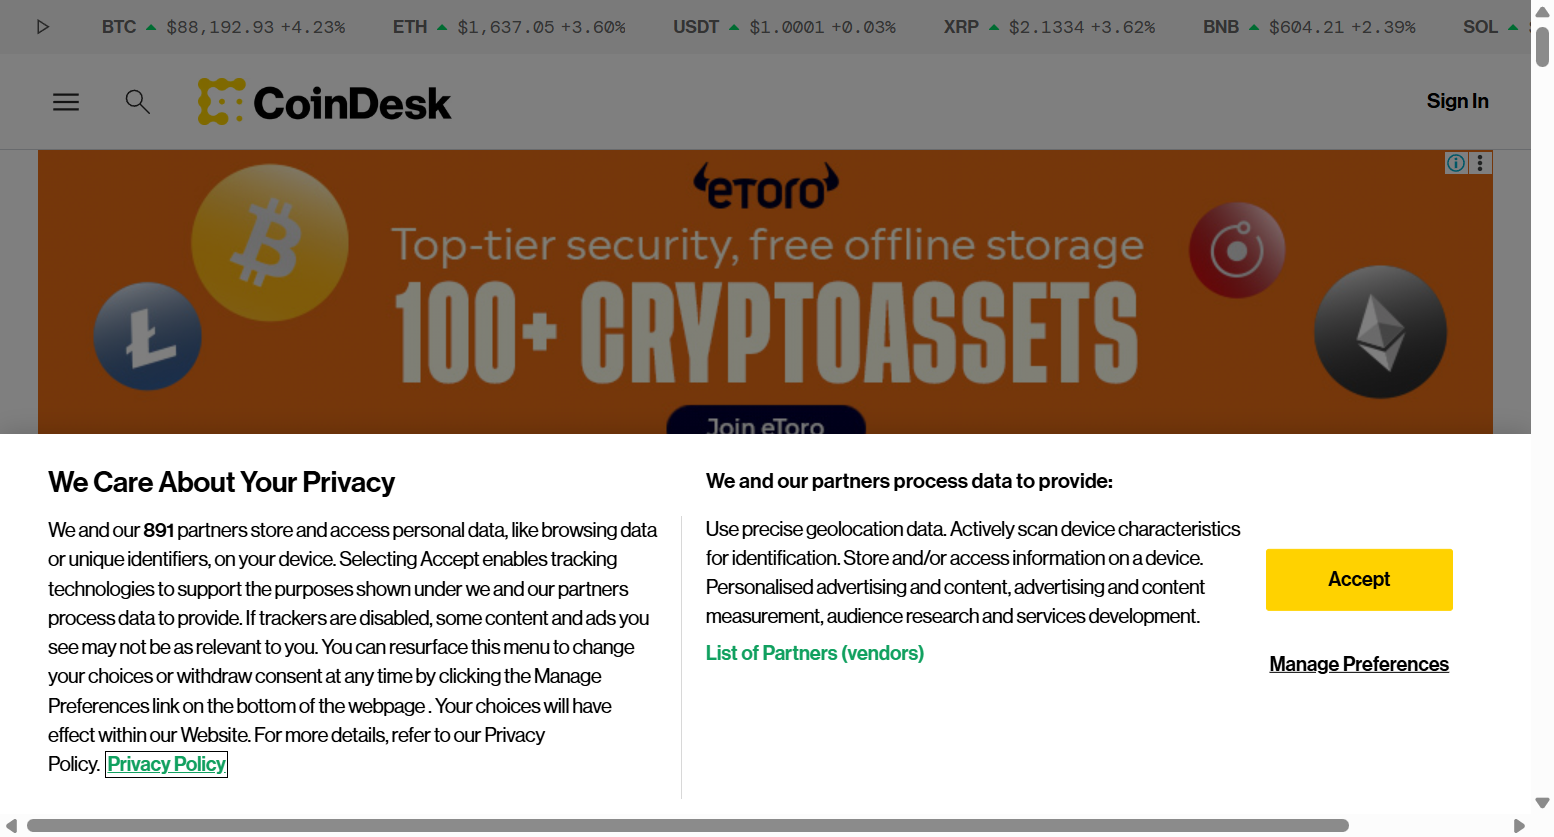 BTC $88,192.93 +4.23% ETH $1,637.05 +3.60% USDT $1.0001 +0.03% XRP $2.1334 +3.62% BNB $604.21 +2.39% SOL
CoinDesk
Sign In
eToro
Top-tier security, free offline storage
100+ CRYPTOASSETS
Join eToro
We Care About Your Privacy
We and our 891 partners store and access personal data, like browsing data
or unique identifiers, on your device. Selecting Accept enables tracking
technologies to support the purposes shown under we and our partners
process data to provide. If trackers are disabled, some content and ads you
see may not be as relevant to you. You can resurface this menu to change
your choices or withdraw consent at any time by clicking the Manage
Preferences link on the bottom of the webpage . Your choices will have
effect within our Website. For more details, refer to our Privacy
Policy. Privacy Policy
We and our partners process data to provide:
Use precise geolocation data. Actively scan device characteristics
for identification. Store and/or access information on a device.
Personalised advertising and content, advertising and content
measurement, audience research and services development.
List of Partners (vendors)
Accept
Manage Preferences